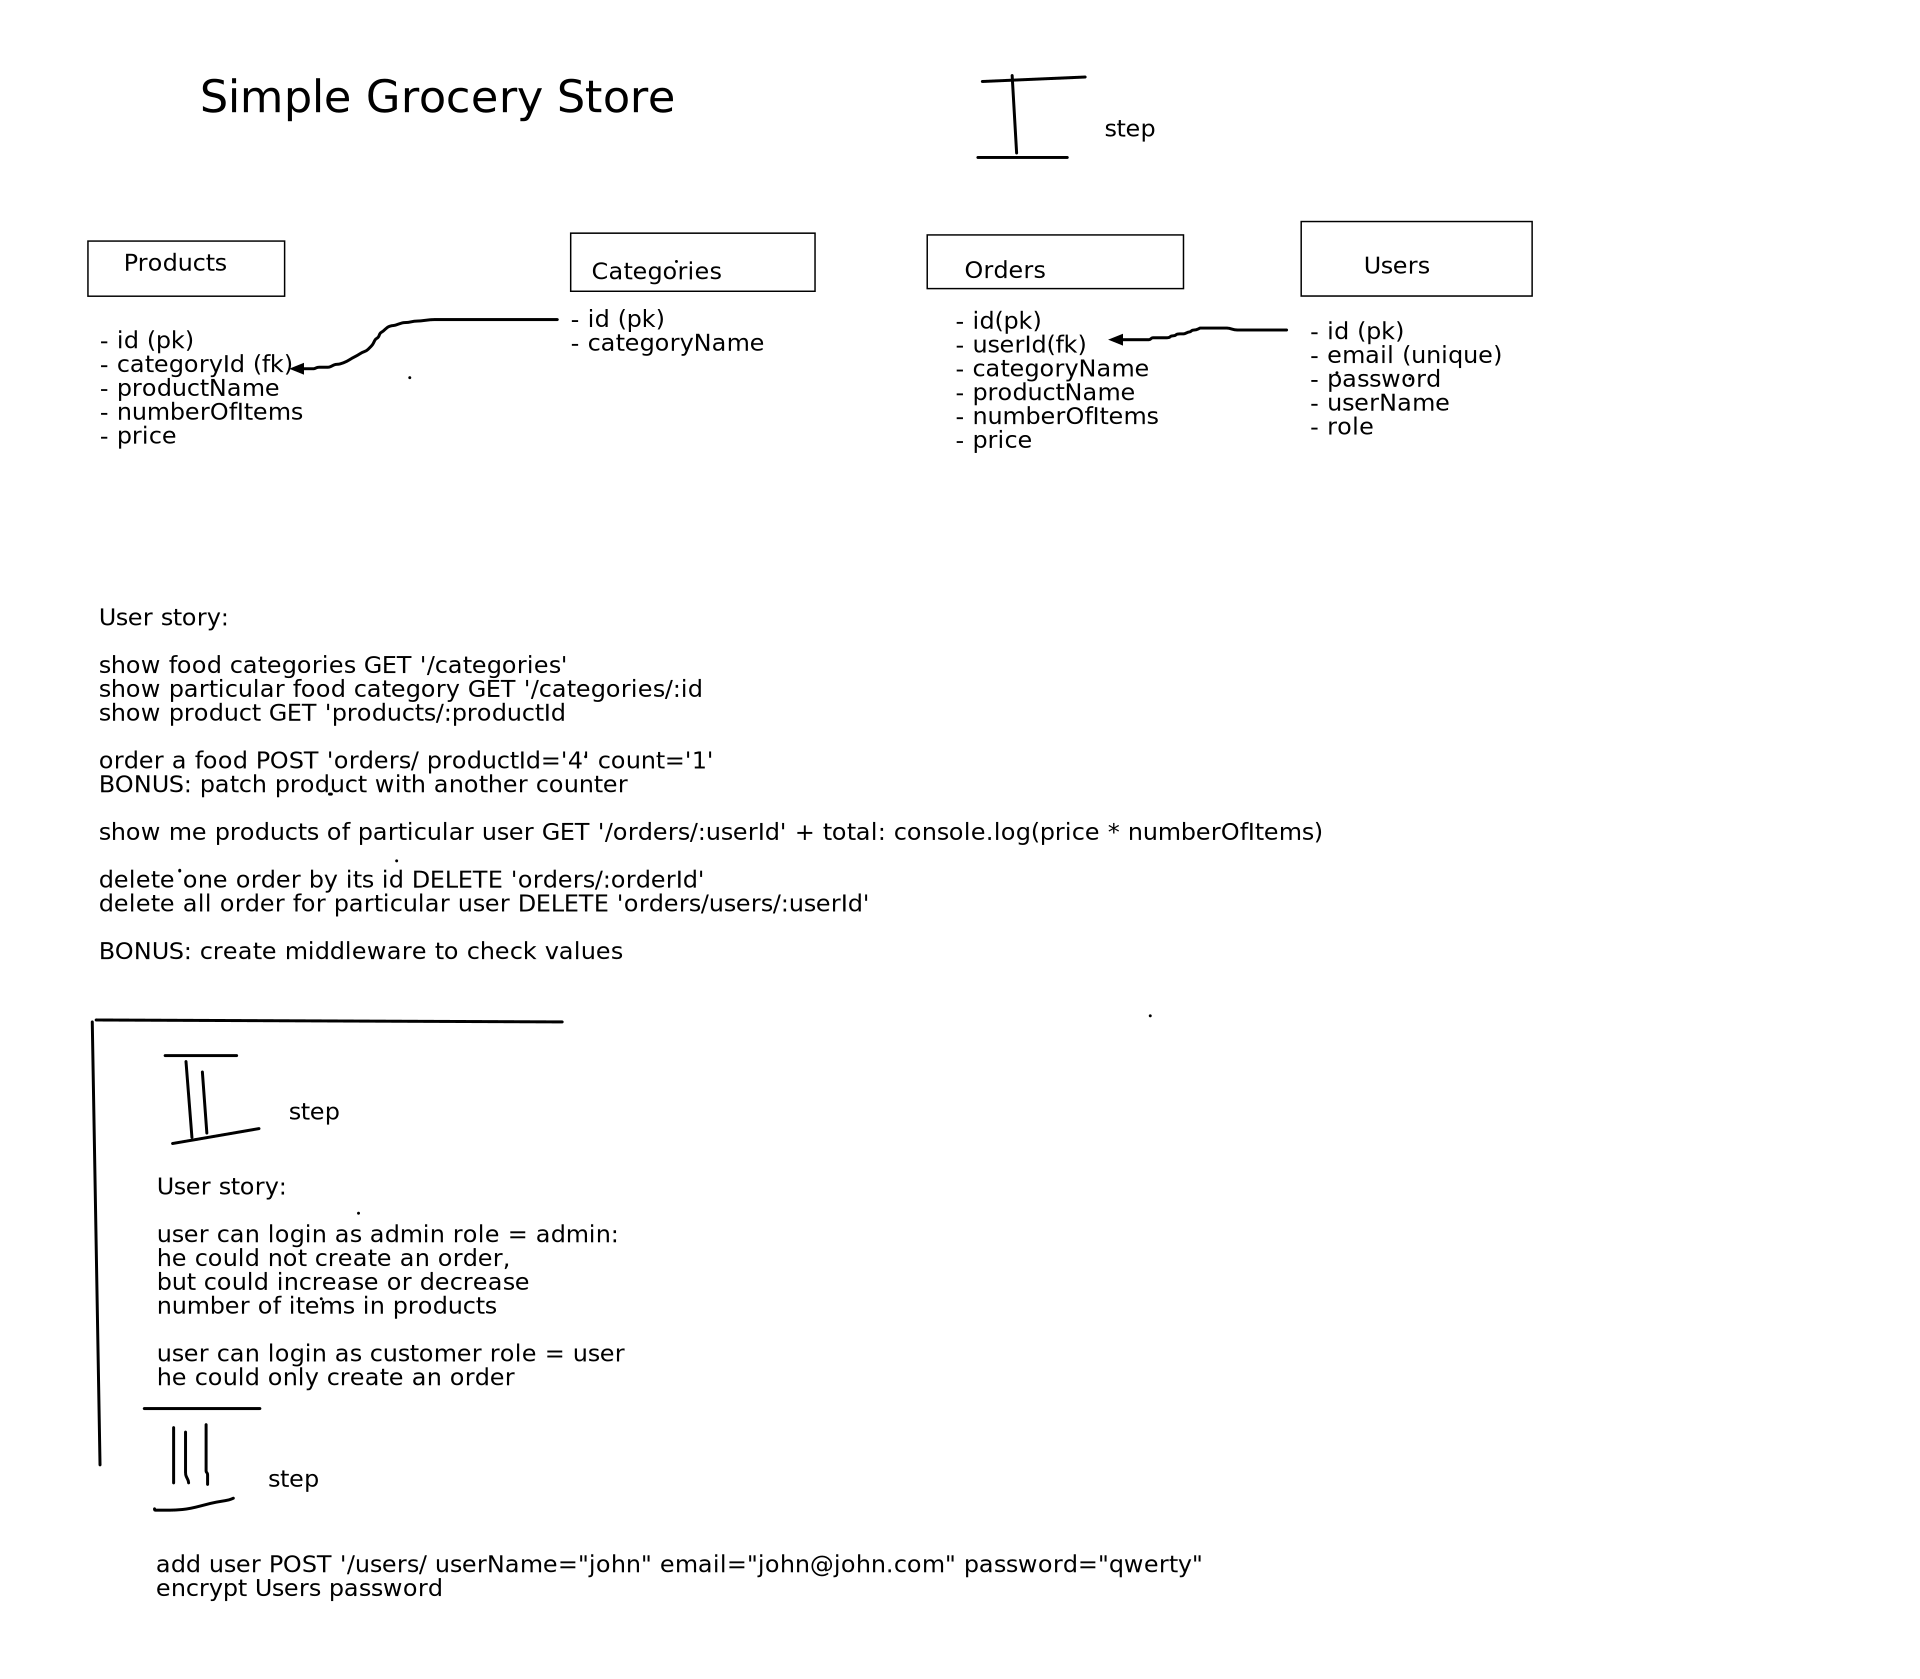 Simple Grocery Store
I step
Products
- id (pk)
- categoryId (fk)
- productName
- numberOfItems
- price
Categories
- id (pk)
- categoryName
Orders
- id(pk)
- userId(fk)
- categoryName
- productName
- numberOfItems
- price
Users
- id (pk)
- email (unique)
- password
- userName
- role
User story:
show food categories GET '/categories'
show particular food category GET '/categories/:id
show product GET 'products/:productId
order a food POST 'orders/ productId='4' count='1'
BONUS: patch product with another counter
show me products of particular user GET '/orders/:userId' + total: console.log(price * numberOfItems)
delete one order by its id DELETE 'orders/:orderId'
delete all order for particular user DELETE 'orders/users/:userId'
BONUS: create middleware to check values
II step
User story:
user can login as admin role = admin:
he could not create an order,
but could increase or decrease
number of items in products
user can login as customer role = user
he could only create an order
III step
add user POST '/users/ userName="john" email="john@john.com" password="qwerty"
encrypt Users password